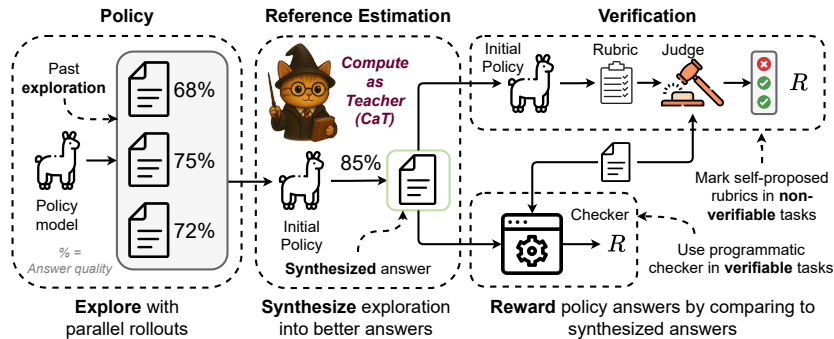 Policy
Past
exploration
68%
75%
72%
Policy
model
% =
Answer quality
Explore with
parallel rollouts
Reference Estimation
Compute
as
Teacher
(CaT)
85%
Initial
Policy
Synthesized answer
Synthesize exploration
into better answers
Verification
Initial
Policy
Rubric
Judge
R
Mark self-proposed
rubrics in non-
verifiable tasks
Checker
R
Use programmatic
checker in verifiable tasks
Reward policy answers by comparing to
synthesized answers